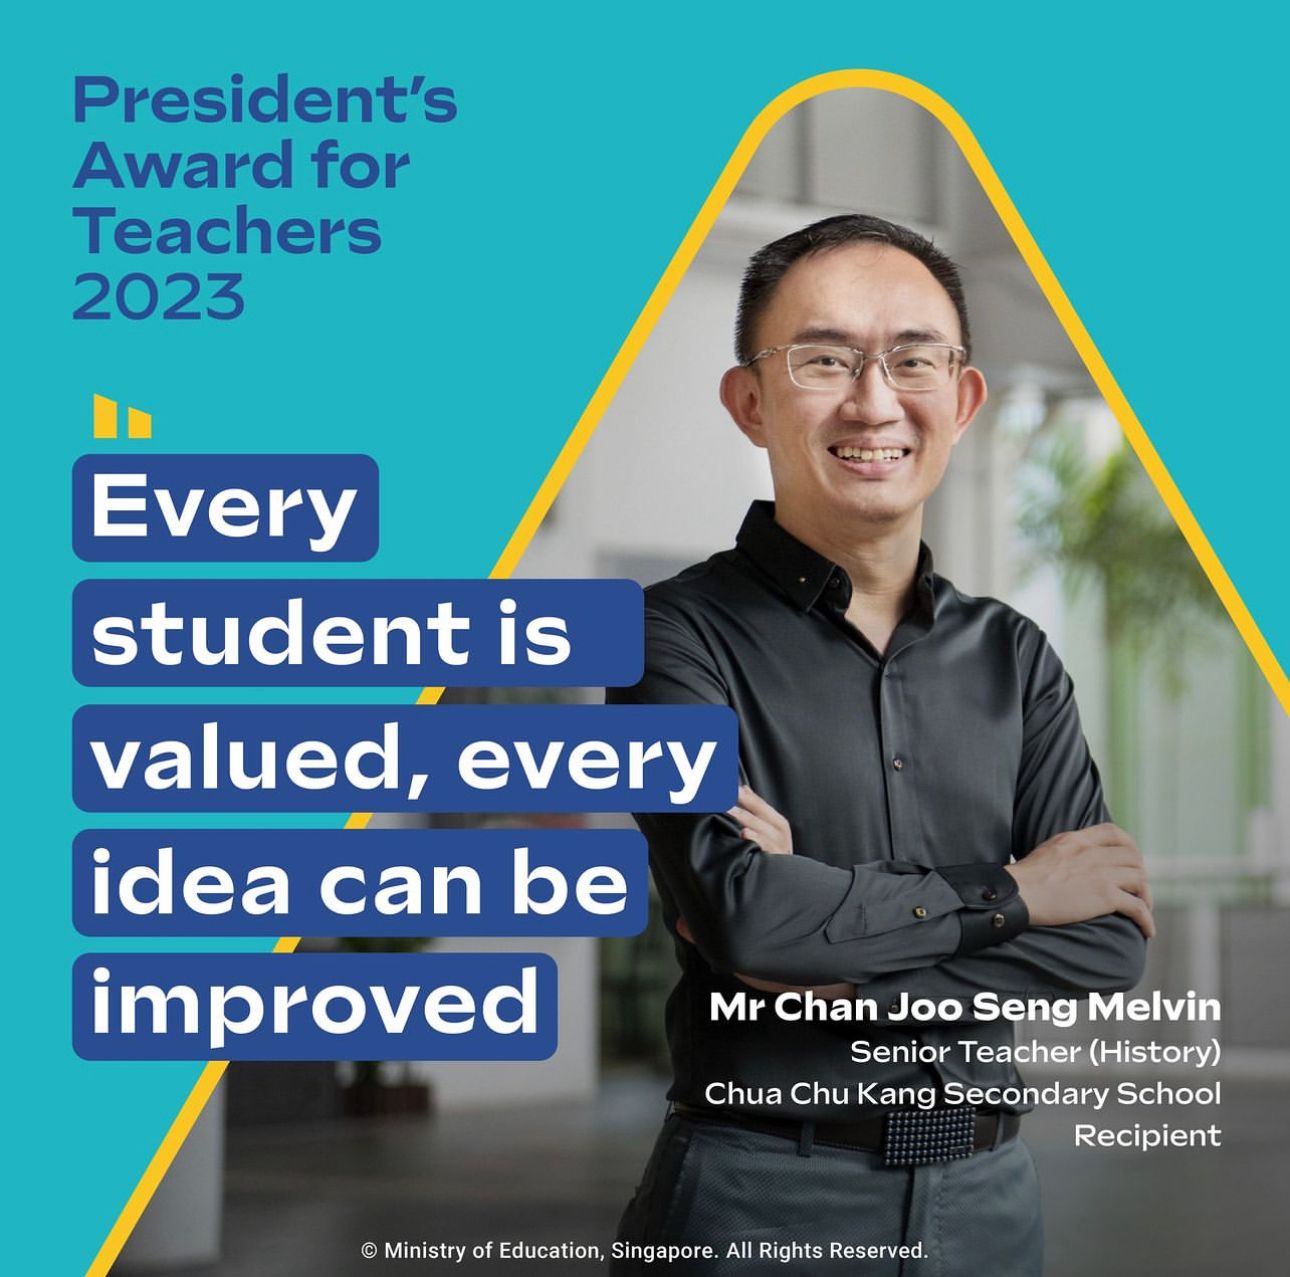 President’s
Award for
Teachers
2023
Every
student is
valued, every
idea can be
improved
Mr Chan Joo Seng Melvin
Senior Teacher (History)
Chua Chu Kang Secondary School
Recipient
© Ministry of Education, Singapore. All Rights Reserved.